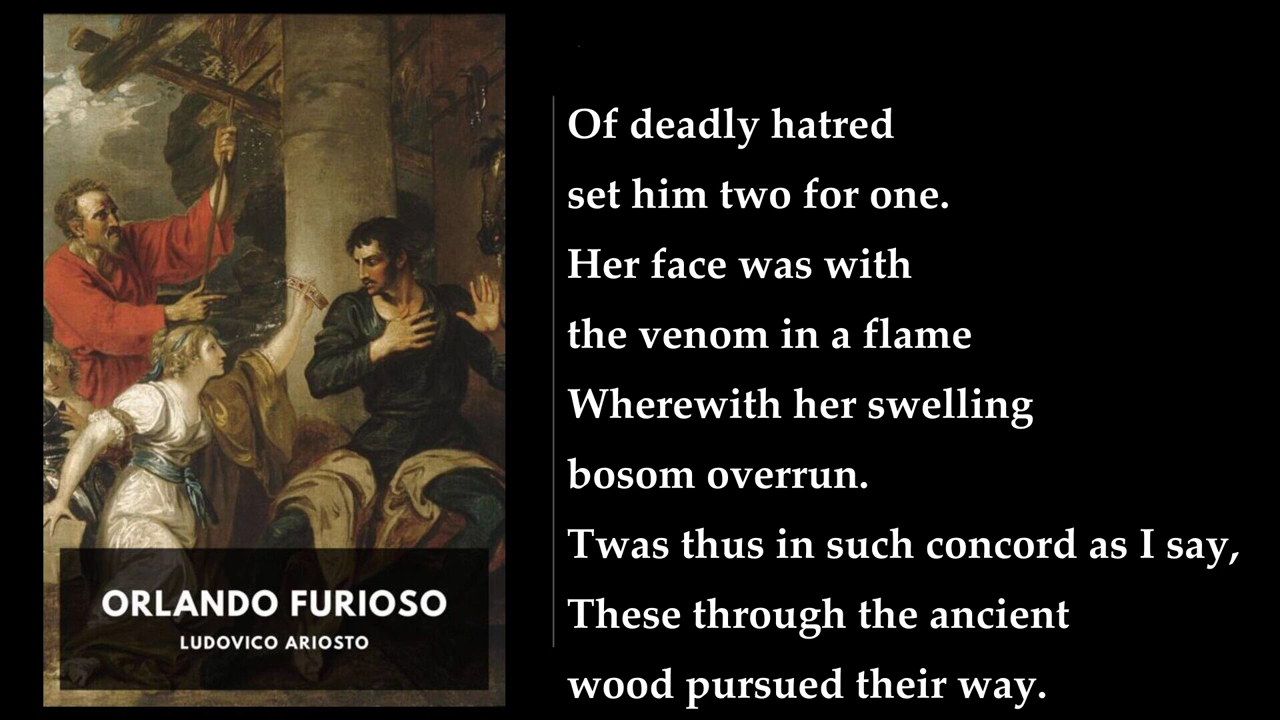 ORLANDO FURIOSO
LUDOVICO ARIOSTO
Of deadly hatred
set him two for one.
Her face was with
the venom in a flame
Wherewith her swelling
bosom overrun.
Twas thus in such concord as I say,
These through the ancient
wood pursued their way.